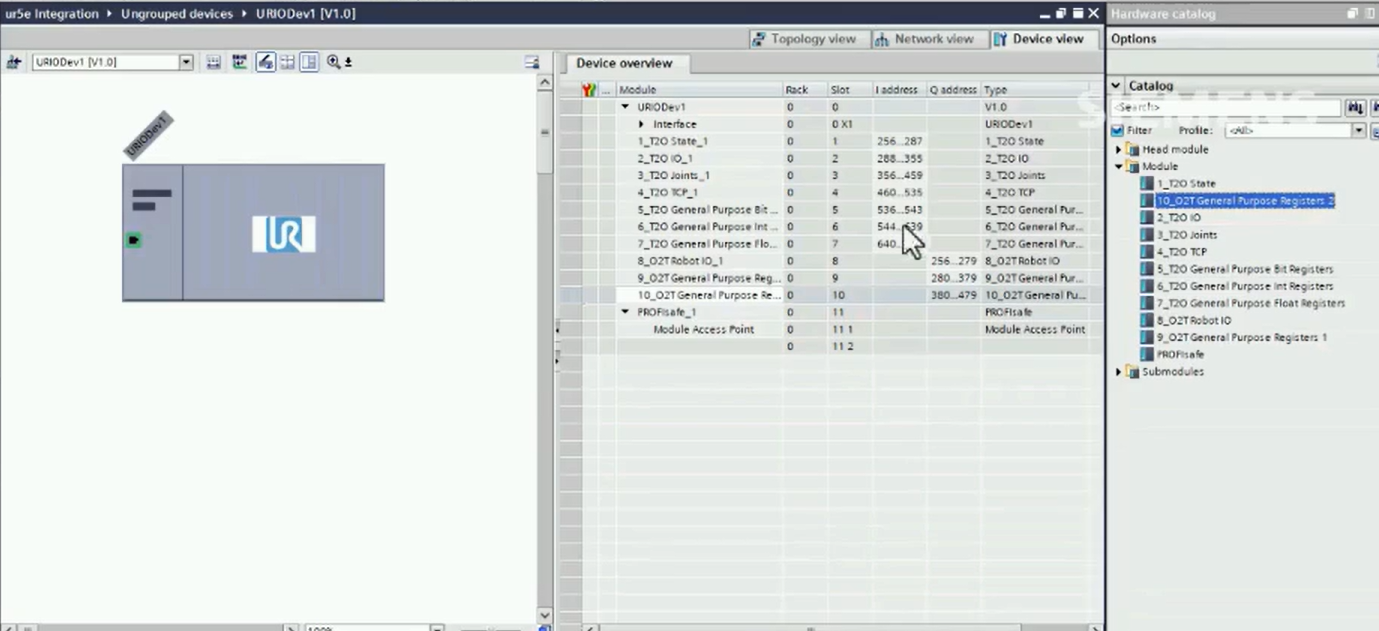 ur5e Integration ▸ Ungrouped devices ▸ URIODev1 [V1.0]
Hardware catalog
Topology view Network view Device view
Options
URIODev1 [V1.0]
Device overview
Catalog
SIEMENS
<Search>
Filter Profile: <All>
Head module
Module
1_T2O State
10_O2T General Purpose Registers 2
2_T2O IO
3_T2O Joints
4_T2O TCP
5_T2O General Purpose Bit Registers
6_T2O General Purpose Int Registers
7_T2O General Purpose Float Registers
8_O2T Robot IO
9_O2T General Purpose Registers 1
PROFIsafe
Submodules
... Module Rack Slot I address Q address Type
URIODev1 0 0 V1.0
Interface 0 0 X1 URIODev1
1_T2O State_1 0 1 256...287 1_T2O State
2_T2O IO_1 0 2 288...355 2_T2O IO
3_T2O Joints_1 0 3 356...459 3_T2O Joints
4_T2O TCP_1 0 4 460...535 4_T2O TCP
5_T2O General Purpose Bit ... 0 5 536...543 5_T2O General Pur...
6_T2O General Purpose Int ... 0 6 544...639 6_T2O General Pur...
7_T2O General Purpose Flo... 0 7 640... 7_T2O General Pur...
8_O2T Robot IO_1 0 8 256...279 8_O2T Robot IO
9_O2T General Purpose Reg... 0 9 280...379 9_O2T General Pur...
10_O2T General Purpose Re... 0 10 380...479 10_O2T General Pu...
PROFIsafe_1 0 11 PROFIsafe
Module Access Point 0 11 1 Module Access Point
0 11 2
URIODev1
UR
100%